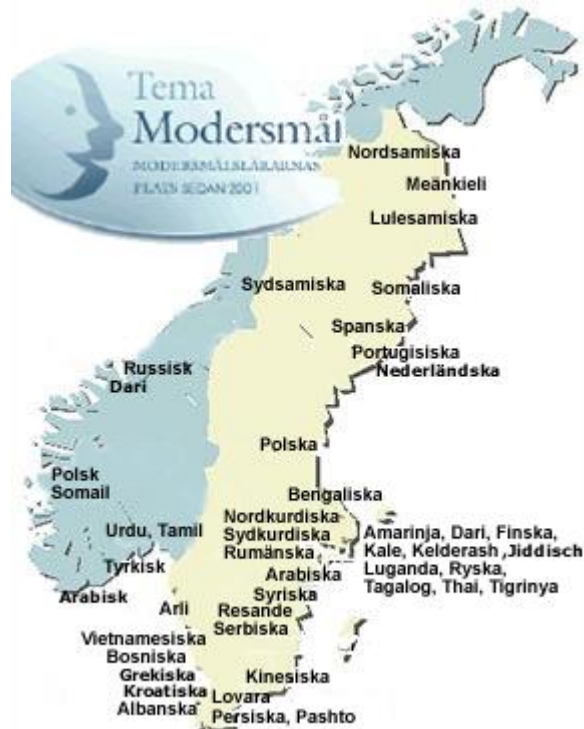 Tema
Modersmål
MODERSMÅLSLÄRARNAS
PLATS SEDAN 2001
Nordsamiska
Meänkieli
Lulesamiska
Sydsamiska
Somaliska
Spanska
Portugisiska
Nederländska
Russisk
Dari
Polska
Polsk
Somail
Bengaliska
Nordkurdiska
Sydkurdiska
Rumänska
Urdu, Tamil
Amarinja, Dari, Finska,
Kale, Kelderash, Jiddisch
Luganda, Ryska,
Tagalog, Thai, Tigrinya
Tyrkisk
Arabiska
Arabisk
Syriska
Arli
Resande
Serbiska
Vietnamesiska
Bosniska
Grekiska
Kroatiska
Albanska
Kinesiska
Lovara
Persiska, Pashto